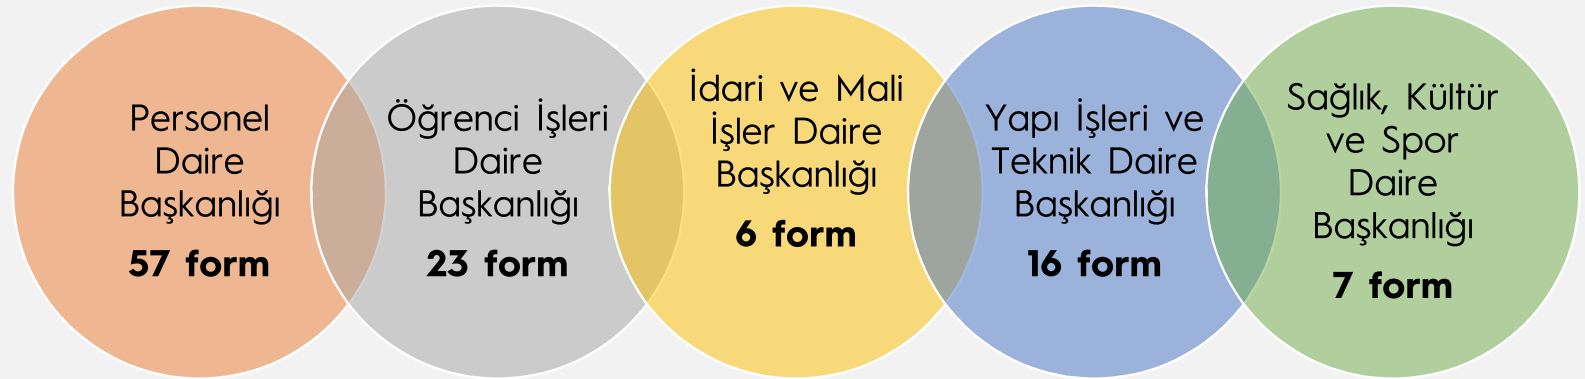 Personel
Daire
Başkanlığı
57 form
Öğrenci İşleri
Daire
Başkanlığı
23 form
İdari ve Mali
İşler Daire
Başkanlığı
6 form
Yapı İşleri ve
Teknik Daire
Başkanlığı
16 form
Sağlık, Kültür
ve Spor
Daire
Başkanlığı
7 form